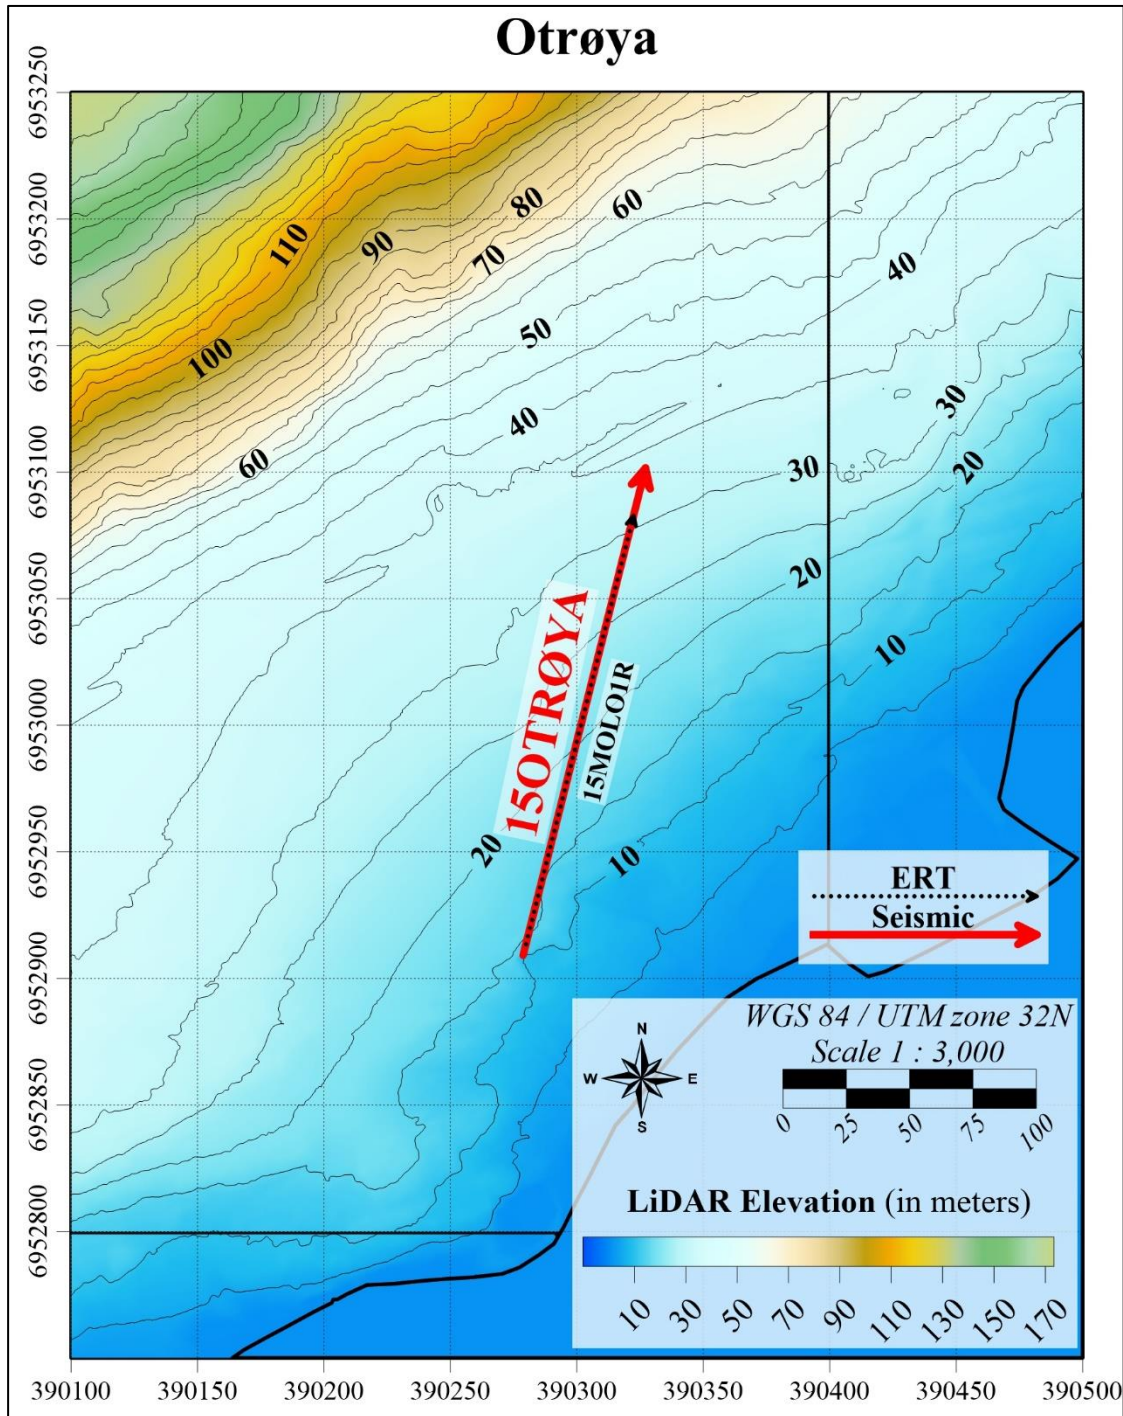 Otrøya
6953250
6953200
6953150
6953100
6953050
6953000
6952950
6952900
6952850
6952800
80
60
110
90
70
40
50
100
40
30
60
30
20
20
10
15OTRØYA
15MOLO1R
20
10
ERT
Seismic
WGS 84 / UTM zone 32N
Scale 1 : 3,000
N
W E
S
0 25 50 75 100
LiDAR Elevation (in meters)
10 30 50 70 90 110 130 150 170
390100 390150 390200 390250 390300 390350 390400 390450 390500